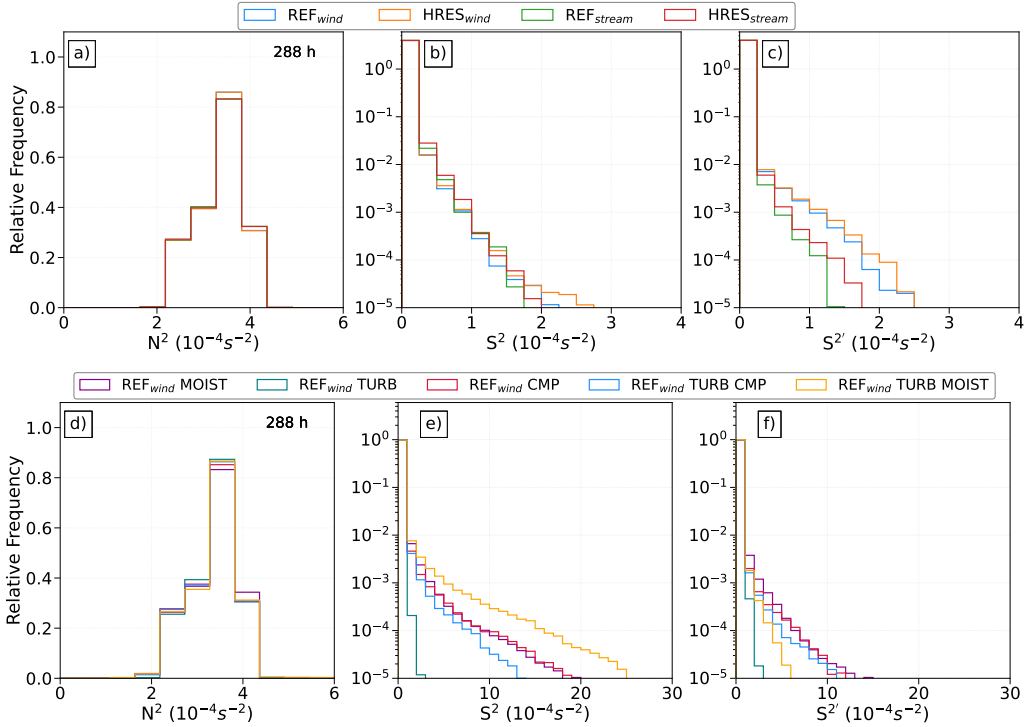 REF_wind HRES_wind REF_stream HRES_stream
a) 288 h b) c)
Relative Frequency
1.0
0.8
0.6
0.4
0.2
0.0
0 2 4 6
N² (10⁻⁴s⁻²)
10⁰
10⁻¹
10⁻²
10⁻³
10⁻⁴
10⁻⁵
0 1 2 3 4
S² (10⁻⁴s⁻²)
10⁰
10⁻¹
10⁻²
10⁻³
10⁻⁴
10⁻⁵
0 1 2 3 4
S²′ (10⁻⁴s⁻²)
REF_wind MOIST REF_wind TURB REF_wind CMP REF_wind TURB CMP REF_wind TURB MOIST
d) 288 h e) f)
Relative Frequency
1.0
0.8
0.6
0.4
0.2
0.0
0 2 4 6
N² (10⁻⁴s⁻²)
10⁰
10⁻¹
10⁻²
10⁻³
10⁻⁴
10⁻⁵
0 10 20 30
S² (10⁻⁴s⁻²)
10⁰
10⁻¹
10⁻²
10⁻³
10⁻⁴
10⁻⁵
0 10 20 30
S²′ (10⁻⁴s⁻²)